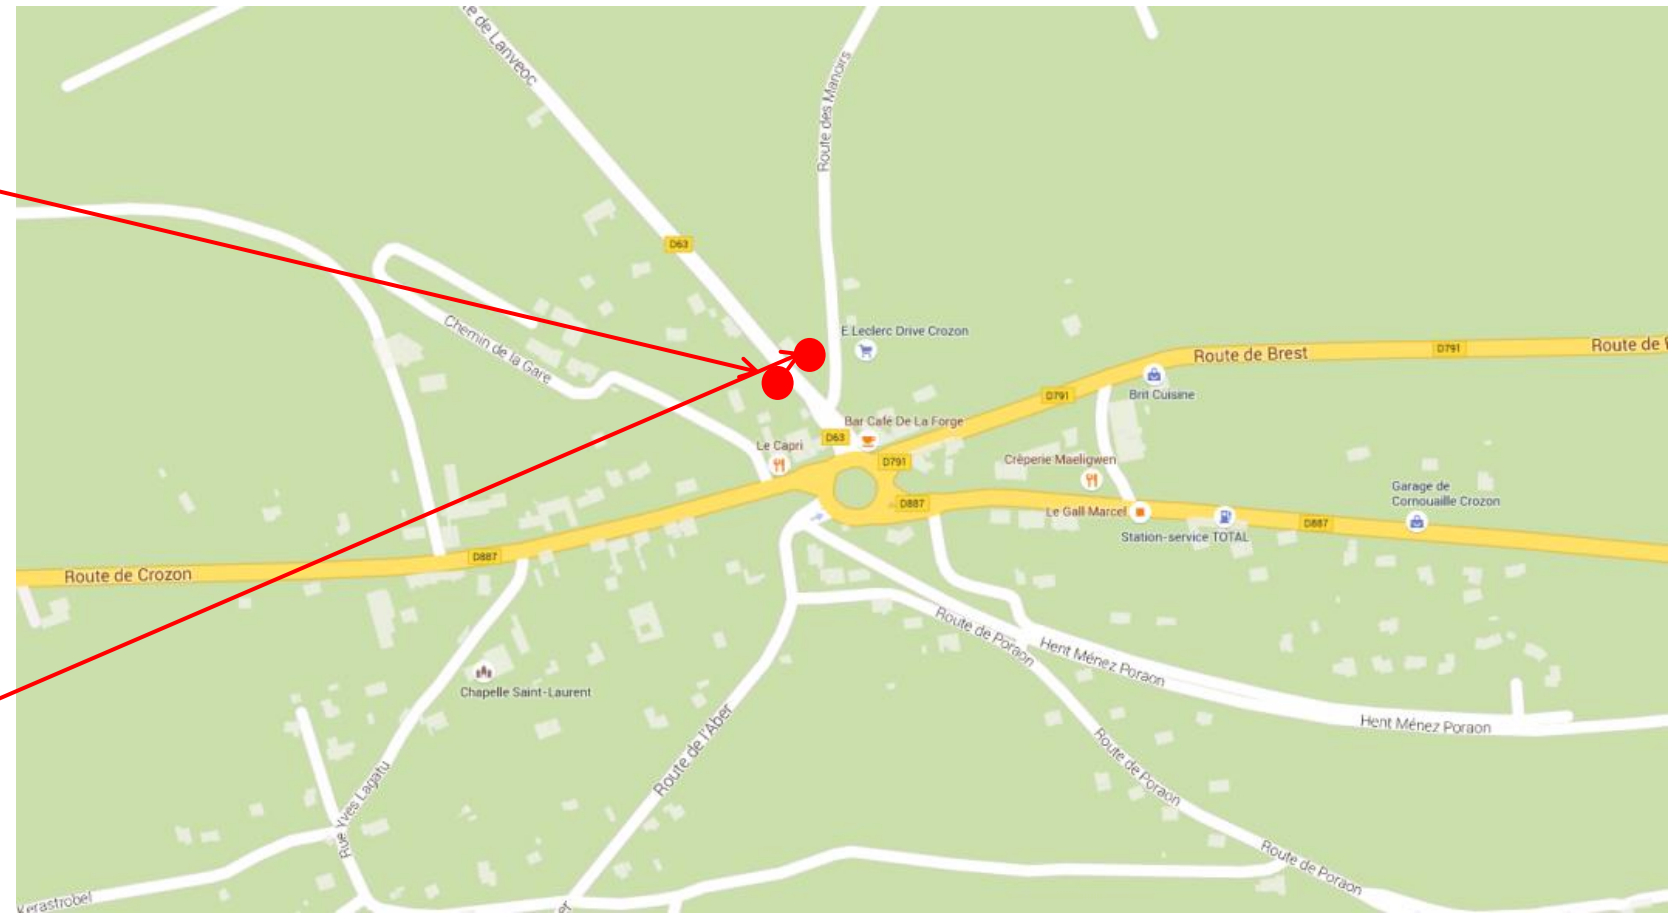 te de Lanveoc
Route des Manoirs
D63
Chemin de la Gare
E.Leclerc Drive Crozon
Route de Brest
D791
Route de
Brit Cuisine
D791
Bar Café De La Forge
D63
Le Capri
D791
Crêperie Maeligwen
Garage de
Cornouaille Crozon
D887
Le Gall Marcel
Station-service TOTAL
D887
D887
Route de Crozon
Route de Poraon
Hent Ménez Poraon
Chapelle Saint-Laurent
Hent Ménez Poraon
Route de l'Aber
Route de Poraon
Rue Yves Lagatu
Route de Poraon
Kerastrobel
er